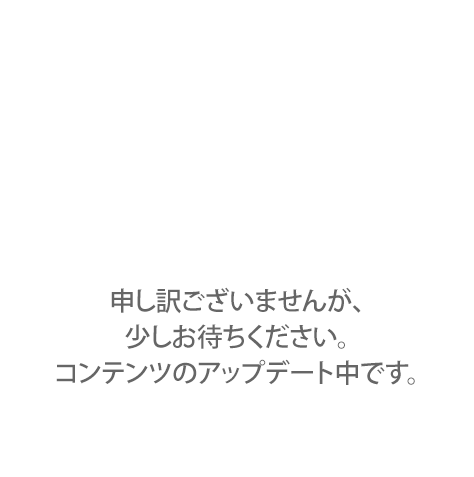 申し訳ございませんが、
少しお待ちください。
コンテンツのアップデート中です。